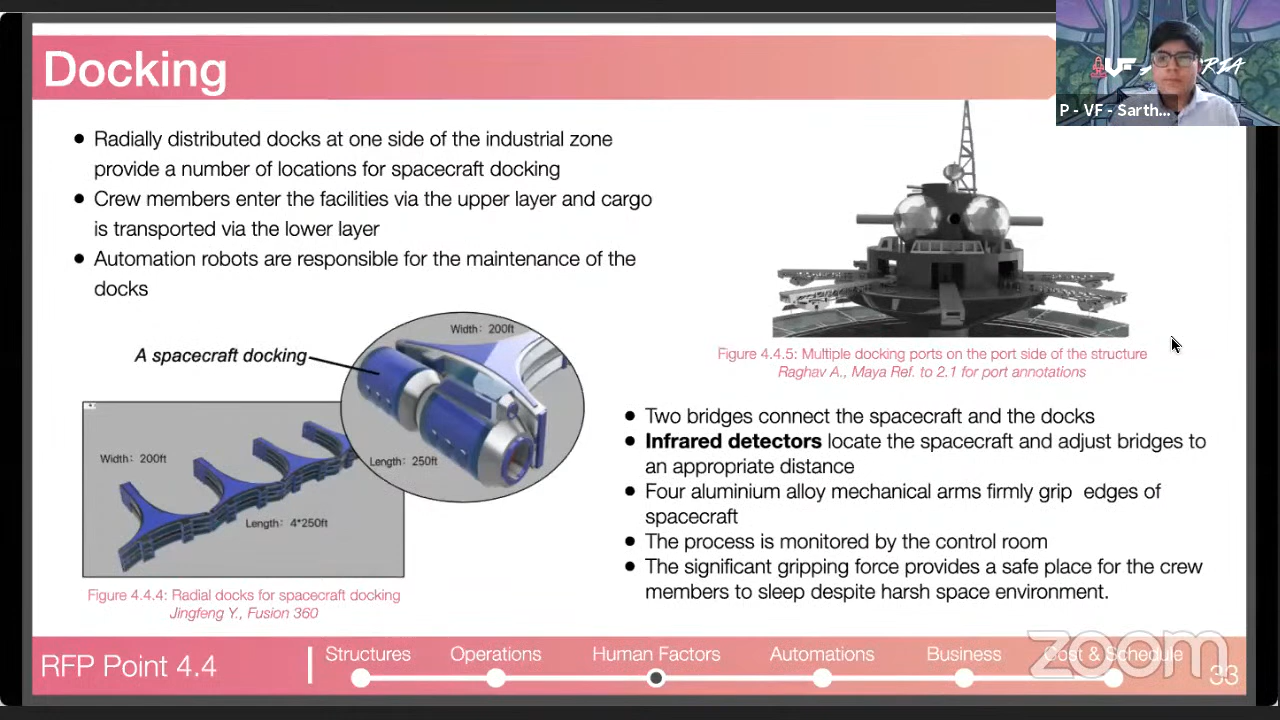 Docking
P - VF - Sarth...
● Radially distributed docks at one side of the industrial zone
provide a number of locations for spacecraft docking
● Crew members enter the facilities via the upper layer and cargo
is transported via the lower layer
● Automation robots are responsible for the maintenance of the
docks
A spacecraft docking
Width: 200ft
Length: 250ft
Width: 200ft
Length: 4*250ft
Figure 4.4.4: Radial docks for spacecraft docking
Jingfeng Y., Fusion 360
Figure 4.4.5: Multiple docking ports on the port side of the structure
Raghav A., Maya Ref. to 2.1 for port annotations
● Two bridges connect the spacecraft and the docks
● Infrared detectors locate the spacecraft and adjust bridges to
an appropriate distance
● Four aluminium alloy mechanical arms firmly grip edges of
spacecraft
● The process is monitored by the control room
● The significant gripping force provides a safe place for the crew
members to sleep despite harsh space environment.
RFP Point 4.4
Structures Operations Human Factors Automations Business Cost & Schedule
zoom
33